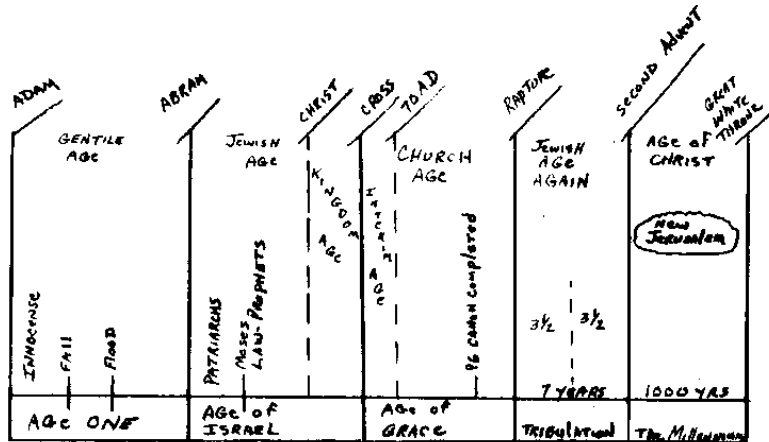 ADAM
ABRAM
CHRIST
CROSS
70 AD
RAPTURE
SECOND ADVENT
GREAT
WHITE
THRONE
GENTILE
AGE
JEWISH
AGE
KINGDOM AGE
INTERIM AGE
CHURCH
AGE
JEWISH
AGE
AGAIN
AGE OF
CHRIST
NEW
JERUSALEM
INNOCENSE
FALL
FLOOD
PATRIARCHS
MOSES
LAW-PROPHETS
96 CANON COMPLETED
3½
3½
7 YEARS
1000 YRS
AGE ONE
AGE OF
ISRAEL
AGE OF
GRACE
TRIBULATION
THE MILLENNIUM